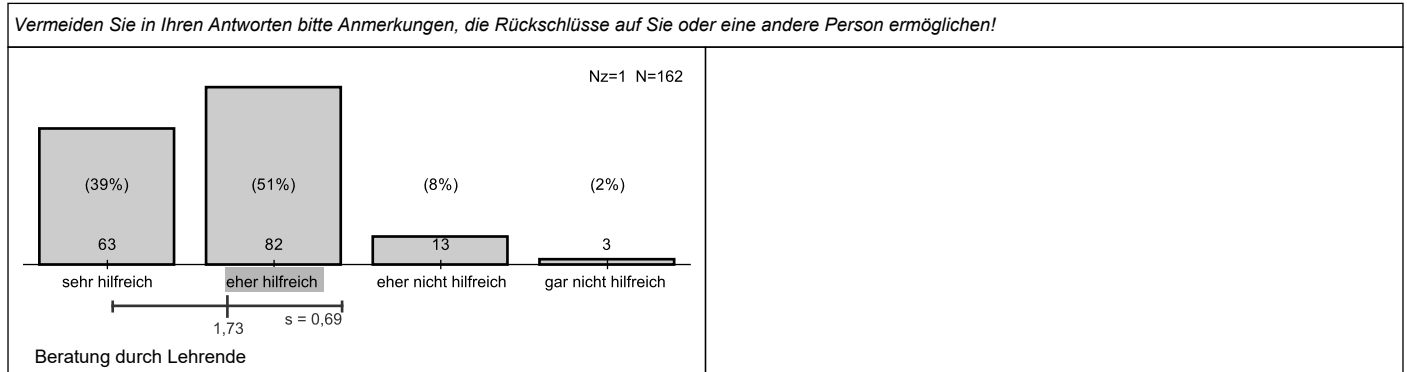 Vermeiden Sie in Ihren Antworten bitte Anmerkungen, die Rückschlüsse auf Sie oder eine andere Person ermöglichen!
Nz=1 N=162
(39%) (51%) (8%) (2%)
63 82 13 3
sehr hilfreich eher hilfreich eher nicht hilfreich gar nicht hilfreich
1,73 s = 0,69
Beratung durch Lehrende